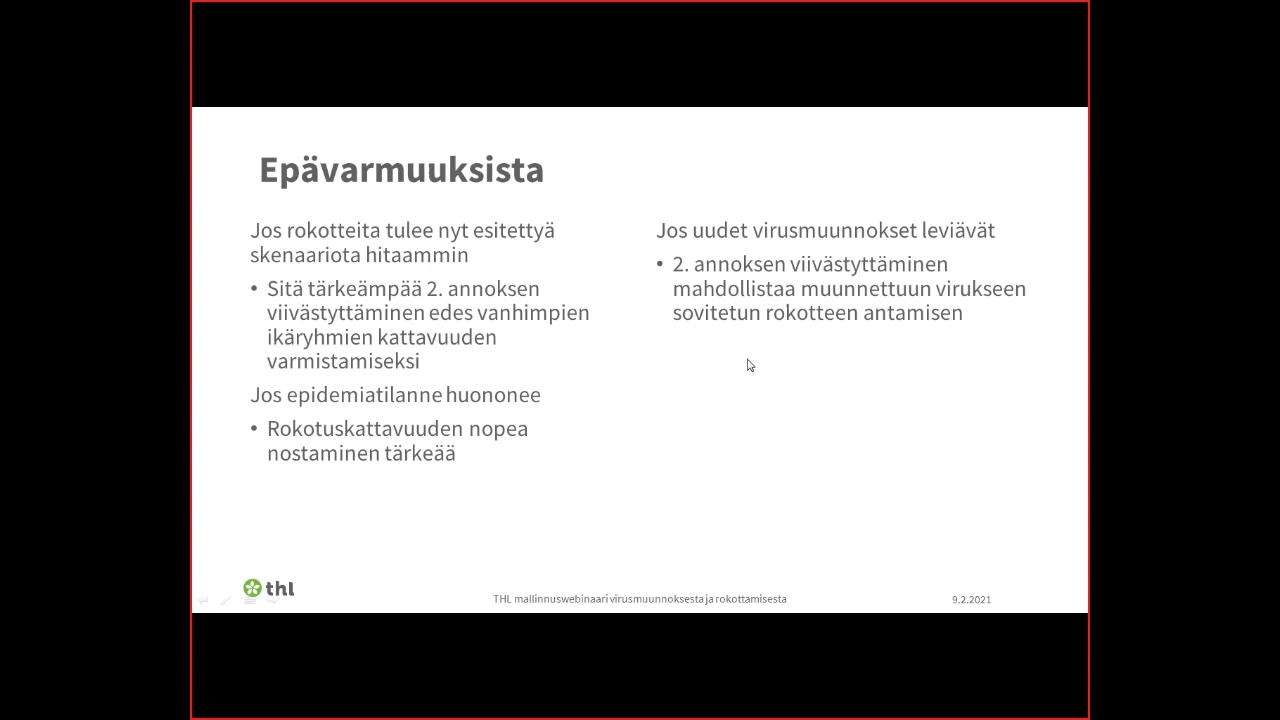 Epävarmuuksista
Jos rokotteita tulee nyt esitettyä
skenaariota hitaammin
• Sitä tärkeämpää 2. annoksen
viivästyttäminen edes vanhimpien
ikäryhmien kattavuuden
varmistamiseksi
Jos epidemiatilanne huononee
• Rokotuskattavuuden nopea
nostaminen tärkeää
Jos uudet virusmuunnokset leviävät
• 2. annoksen viivästyttäminen
mahdollistaa muunnettuun virukseen
sovitetun rokotteen antamisen
thl
THL mallinnuswebinaari virusmuunnoksesta ja rokottamisesta
9.2.2021